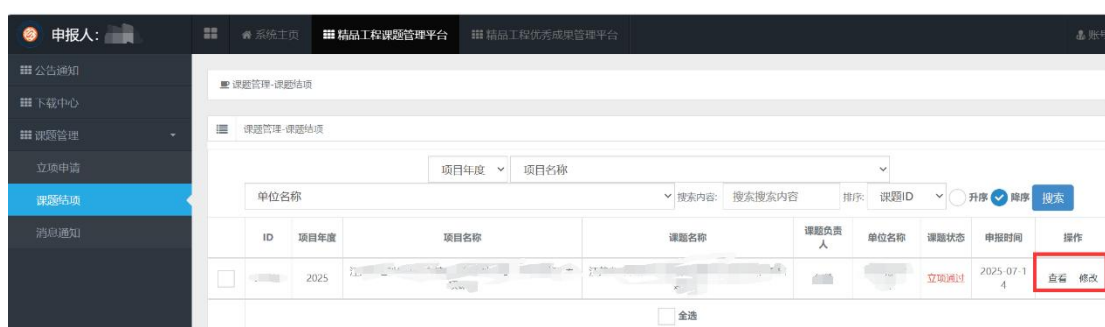 申报人:
系统主页
精品工程课题管理平台
精品工程优秀成果管理平台
公告通知
下载中心
课题管理
立项申请
课题结项
消息通知
课题管理-课题结项
课题管理-课题结项
项目年度 项目名称
单位名称 搜索内容: 搜索搜索内容 排序: 课题ID 升序 降序 搜索
ID 项目年度 项目名称 课题名称 课题负责人 单位名称 课题状态 申报时间 操作
2025 立项通过 2025-07-14 查看 修改
全选